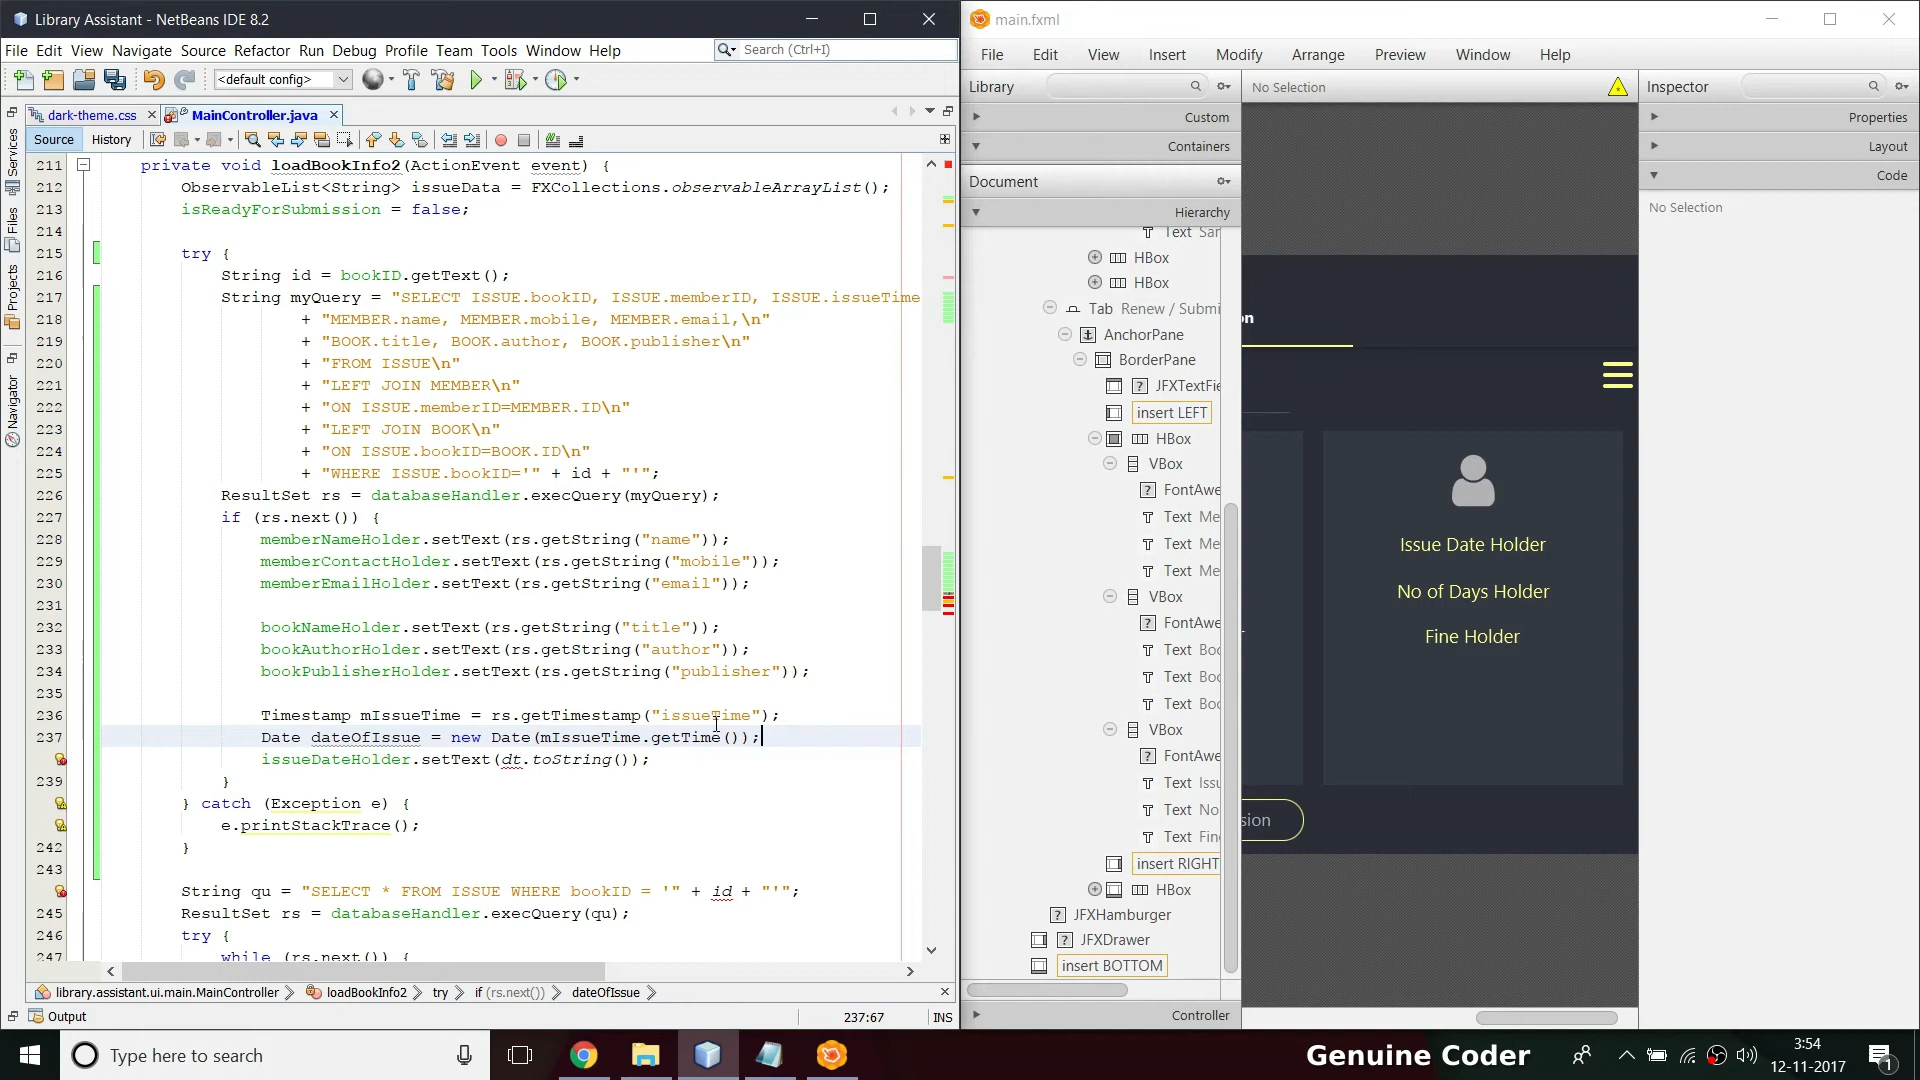 Library Assistant - NetBeans IDE 8.2
File Edit View Navigate Source Refactor Run Debug Profile Team Tools Window Help
Search (Ctrl+I)
<default config>
dark-theme.css
MainController.java
Source
History
Services
Files
Projects
Navigator
211 private void loadBookInfo2(ActionEvent event) {
212 ObservableList<String> issueData = FXCollections.observableArrayList();
213 isReadyForSubmission = false;
214
215 try {
216 String id = bookID.getText();
217 String myQuery = "SELECT ISSUE.bookID, ISSUE.memberID, ISSUE.issueTime
218 + "MEMBER.name, MEMBER.mobile, MEMBER.email,\n"
219 + "BOOK.title, BOOK.author, BOOK.publisher\n"
220 + "FROM ISSUE\n"
221 + "LEFT JOIN MEMBER\n"
222 + "ON ISSUE.memberID=MEMBER.ID\n"
223 + "LEFT JOIN BOOK\n"
224 + "ON ISSUE.bookID=BOOK.ID\n"
225 + "WHERE ISSUE.bookID='" + id + "'";
226 ResultSet rs = databaseHandler.execQuery(myQuery);
227 if (rs.next()) {
228 memberNameHolder.setText(rs.getString("name"));
229 memberContactHolder.setText(rs.getString("mobile"));
230 memberEmailHolder.setText(rs.getString("email"));
231
232 bookNameHolder.setText(rs.getString("title"));
233 bookAuthorHolder.setText(rs.getString("author"));
234 bookPublisherHolder.setText(rs.getString("publisher"));
235
236 Timestamp mIssueTime = rs.getTimestamp("issueTime");
237 Date dateOfIssue = new Date(mIssueTime.getTime());
issueDateHolder.setText(dt.toString());
239 }
} catch (Exception e) {
e.printStackTrace();
242 }
243
String qu = "SELECT * FROM ISSUE WHERE bookID = '" + id + "'";
245 ResultSet rs = databaseHandler.execQuery(qu);
246 try {
247 while (rs.next()) {
library.assistant.ui.main.MainController
loadBookInfo2
try
if (rs.next())
dateOfIssue
Output
237:67
INS
main.fxml
File Edit View Insert Modify Arrange Preview Window Help
Library
Custom
Containers
Document
Hierarchy
Text Sar
HBox
HBox
Tab Renew / Submi
AnchorPane
BorderPane
JFXTextFie
insert LEFT
HBox
VBox
FontAwe
Text Me
Text Me
Text Me
VBox
FontAwe
Text Boo
Text Boo
Text Boo
VBox
FontAwe
Text Issu
Text No
Text Fin
insert RIGHT
HBox
JFXHamburger
JFXDrawer
insert BOTTOM
Controller
No Selection
on
Issue Date Holder
No of Days Holder
Fine Holder
sion
Inspector
Properties
Layout
Code
No Selection
Type here to search
Genuine Coder
3:54
12-11-2017
1